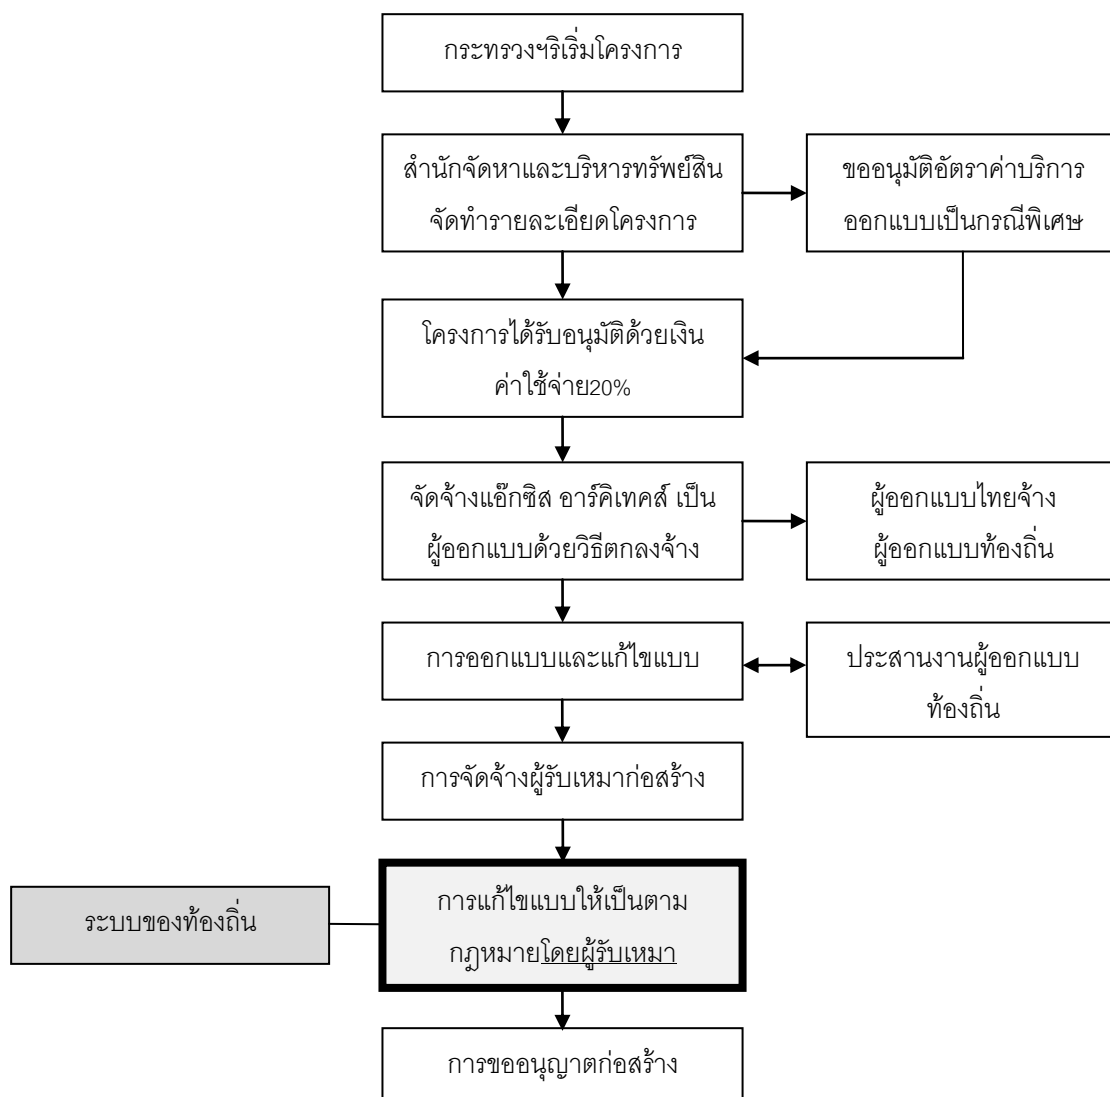 กระทรวงฯริเริ่มโครงการ
สำนักจัดหาและบริหารทรัพย์สิน
จัดทำรายละเอียดโครงการ
ขออนุมัติอัตราค่าบริการ
ออกแบบเป็นกรณีพิเศษ
โครงการได้รับอนุมัติด้วยเงิน
ค่าใช้จ่าย20%
จัดจ้างแอ๊กซิส อาร์คิเทคส์ เป็น
ผู้ออกแบบด้วยวิธีตกลงจ้าง
ผู้ออกแบบไทยจ้าง
ผู้ออกแบบท้องถิ่น
การออกแบบและแก้ไขแบบ
ประสานงานผู้ออกแบบ
ท้องถิ่น
การจัดจ้างผู้รับเหมาก่อสร้าง
ระบบของท้องถิ่น
การแก้ไขแบบให้เป็นตาม
กฎหมายโดยผู้รับเหมา
การขออนุญาตก่อสร้าง